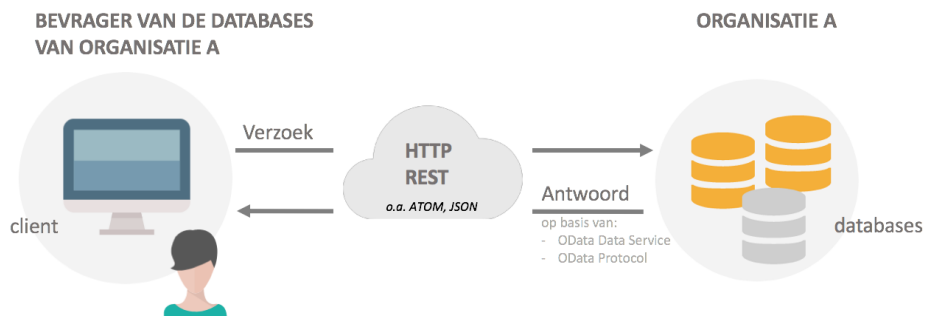 BEVRAGER VAN DE DATABASES
VAN ORGANISATIE A
ORGANISATIE A
Verzoek
HTTP
REST
o.a. ATOM, JSON
Antwoord
op basis van:
- OData Data Service
- OData Protocol
client
databases